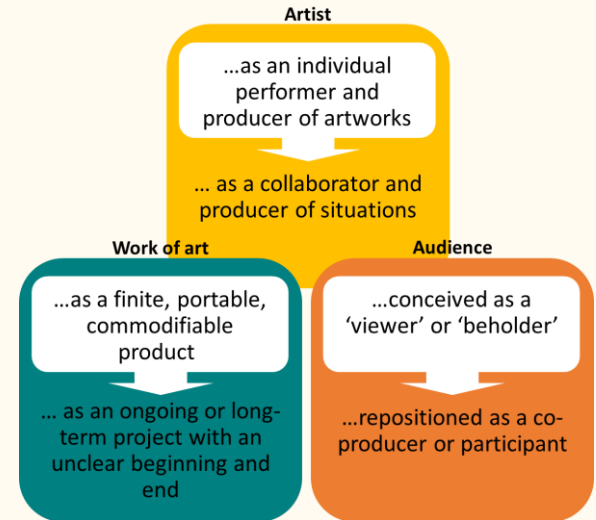 Artist
...as an individual
performer and
producer of artworks
... as a collaborator and
producer of situations
Work of art
...as a finite, portable,
commodifiable
product
... as an ongoing or long-
term project with an
unclear beginning and
end
Audience
...conceived as a
‘viewer’ or ‘beholder’
...repositioned as a co-
producer or participant